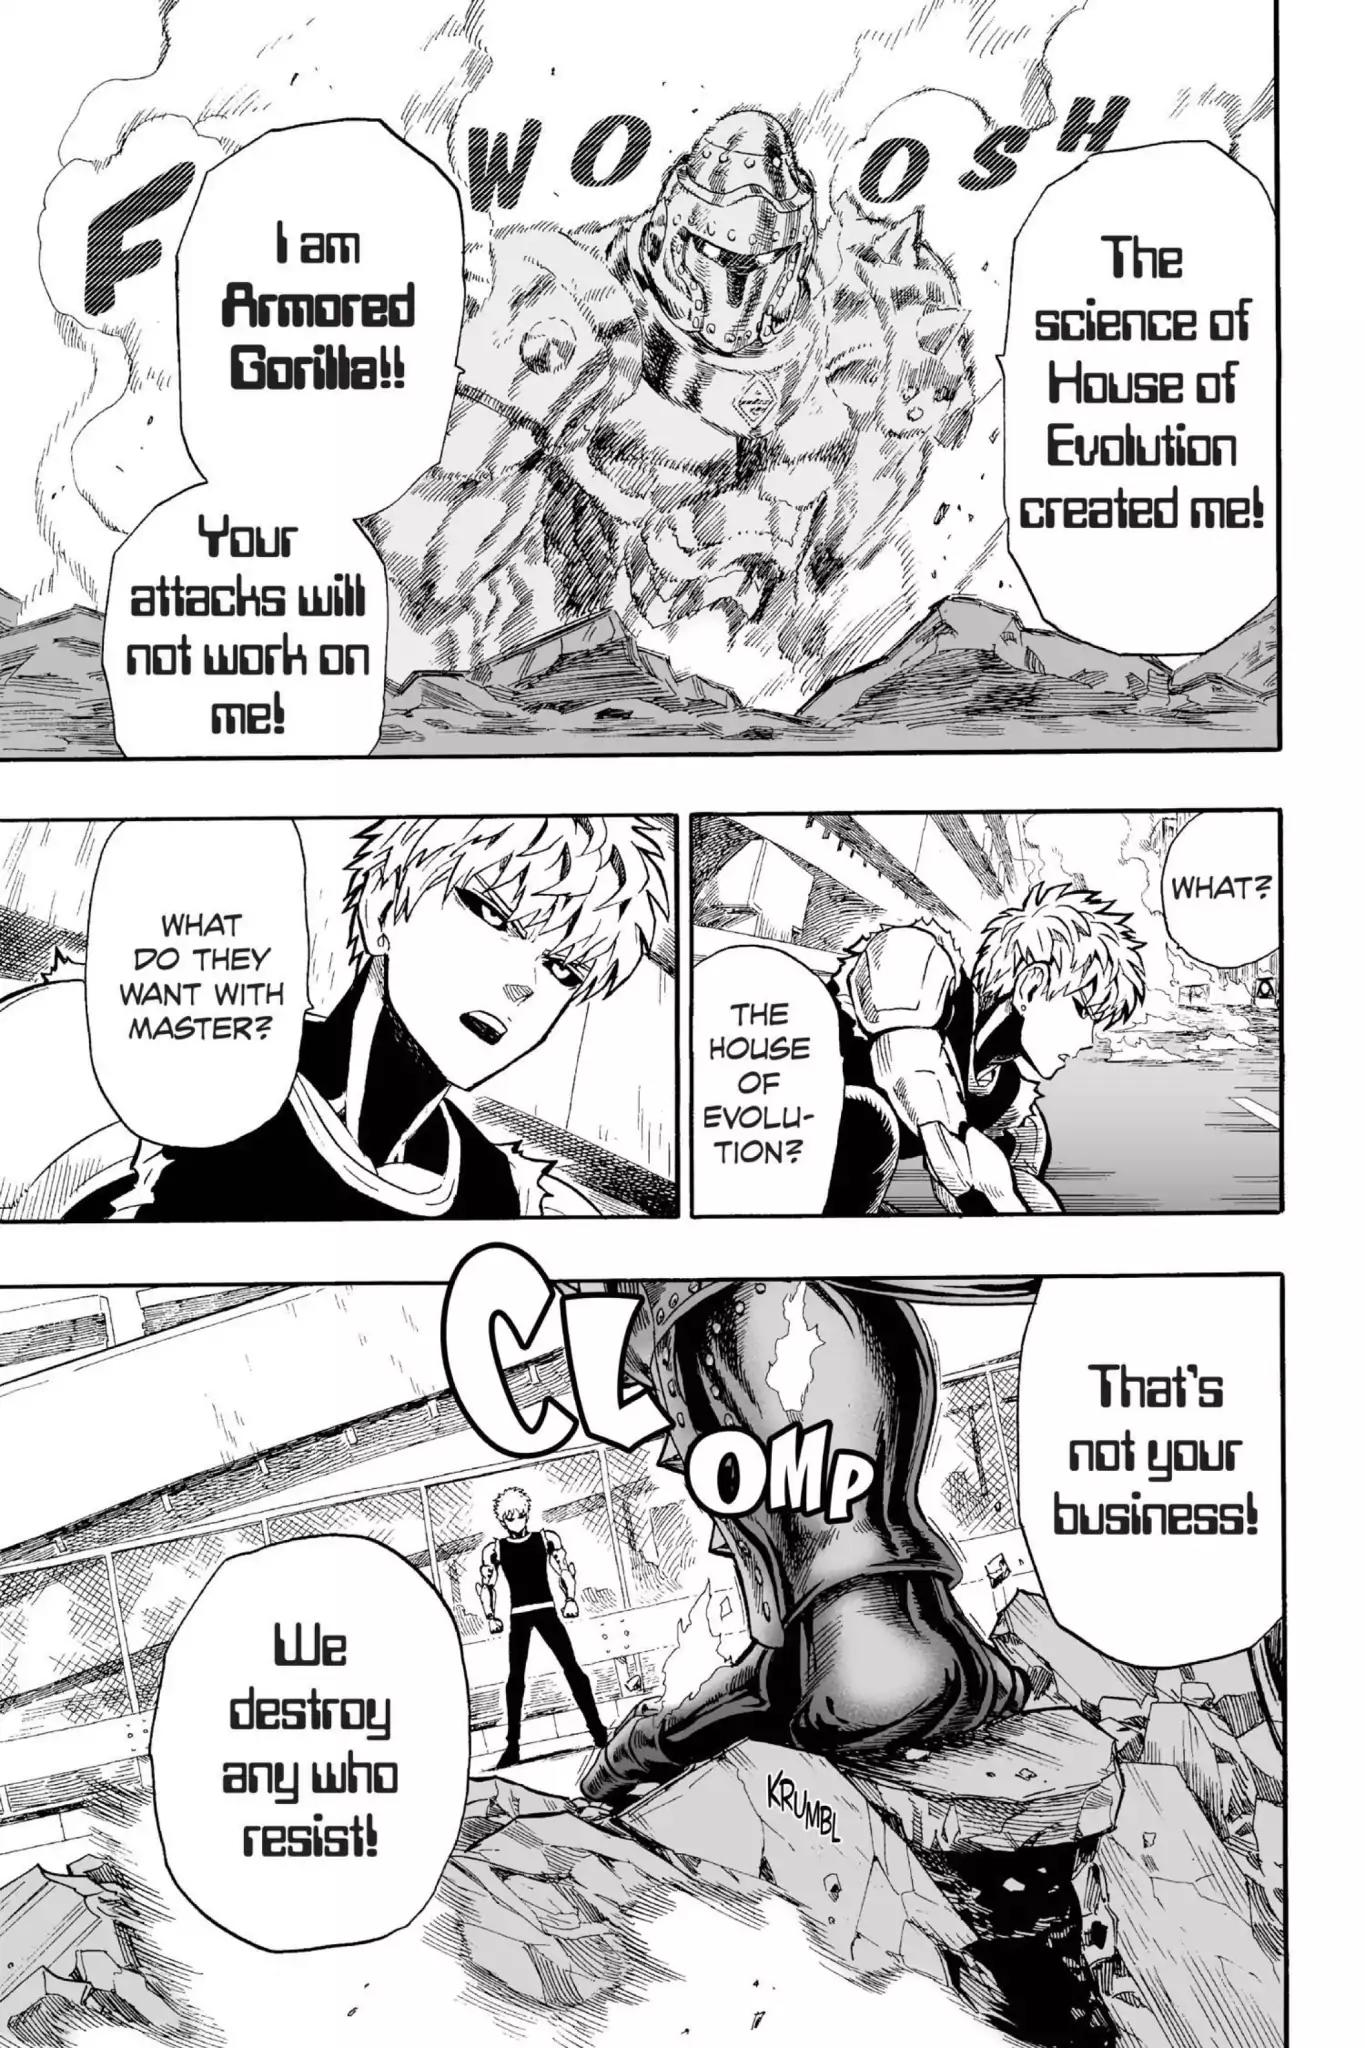 FWOOOSH
The
science of
House of
Evolution
created me!
I am
Armored
Gorilla!!
Your
attacks will
not work on
me!
WHAT?
THE
HOUSE
OF
EVOLU-
TION?
WHAT
DO THEY
WANT WITH
MASTER?
That's
not your
business!
CLOMP
KRUMBL
We
destroy
any who
resist!